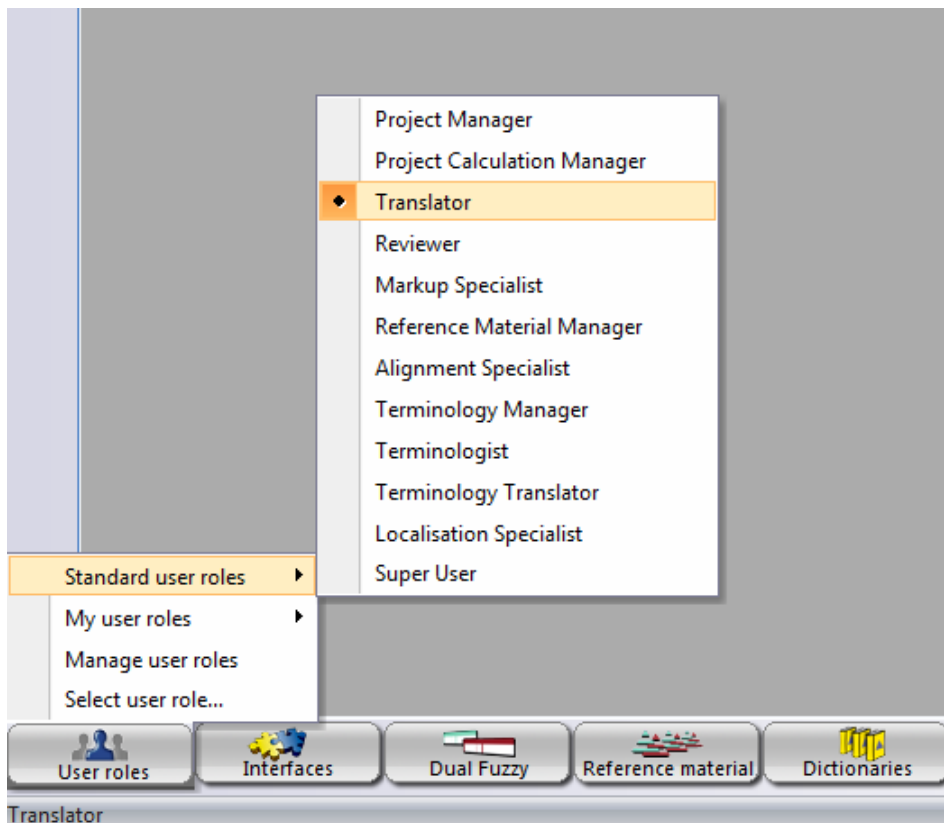 Project Manager
Project Calculation Manager
Translator
Reviewer
Markup Specialist
Reference Material Manager
Alignment Specialist
Terminology Manager
Terminologist
Terminology Translator
Localisation Specialist
Super User
Standard user roles
My user roles
Manage user roles
Select user role...
User roles
Interfaces
Dual Fuzzy
Reference material
Dictionaries
Translator